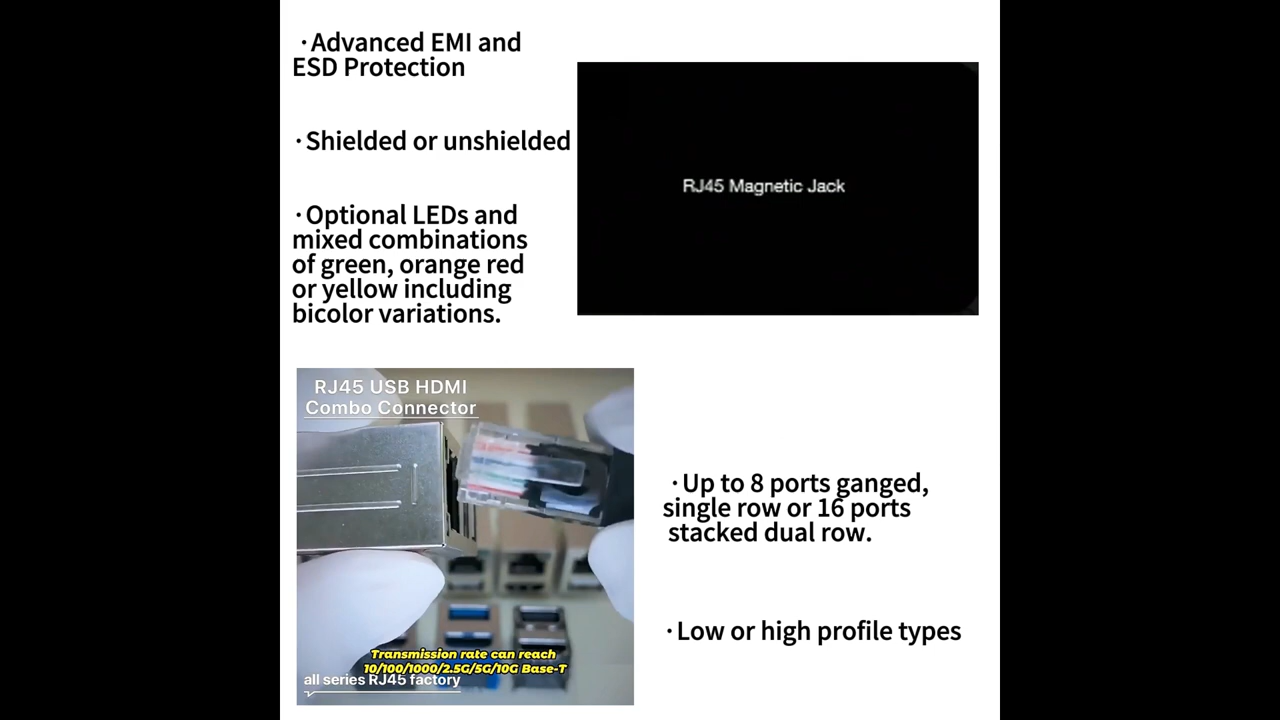 ·Advanced EMI and
ESD Protection
·Shielded or unshielded
·Optional LEDs and
mixed combinations
of green, orange red
or yellow including
bicolor variations.
RJ45 Magnetic Jack
RJ45 USB HDMI
Combo Connector
Transmission rate can reach
10/100/1000/2.5G/5G/10G Base-T
all series RJ45 factory
·Up to 8 ports ganged,
single row or 16 ports
stacked dual row.
·Low or high profile types